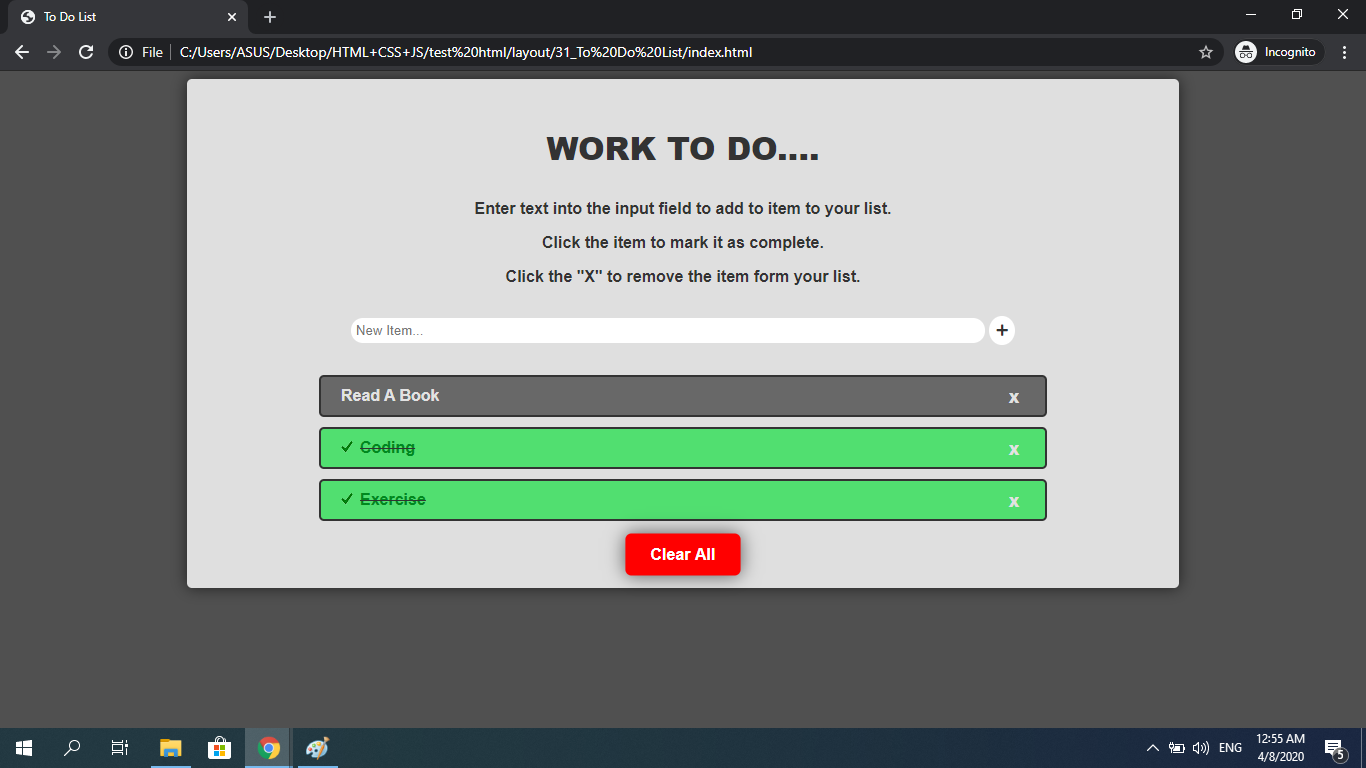 To Do List
File C:/Users/ASUS/Desktop/HTML+CSS+JS/test%20html/layout/31_To%20Do%20List/index.html Incognito
WORK TO DO....
Enter text into the input field to add to item to your list.
Click the item to mark it as complete.
Click the "X" to remove the item form your list.
New Item... +
Read A Book x
✓ Coding x
✓ Exercise x
Clear All
ENG
12:55 AM
4/8/2020
5